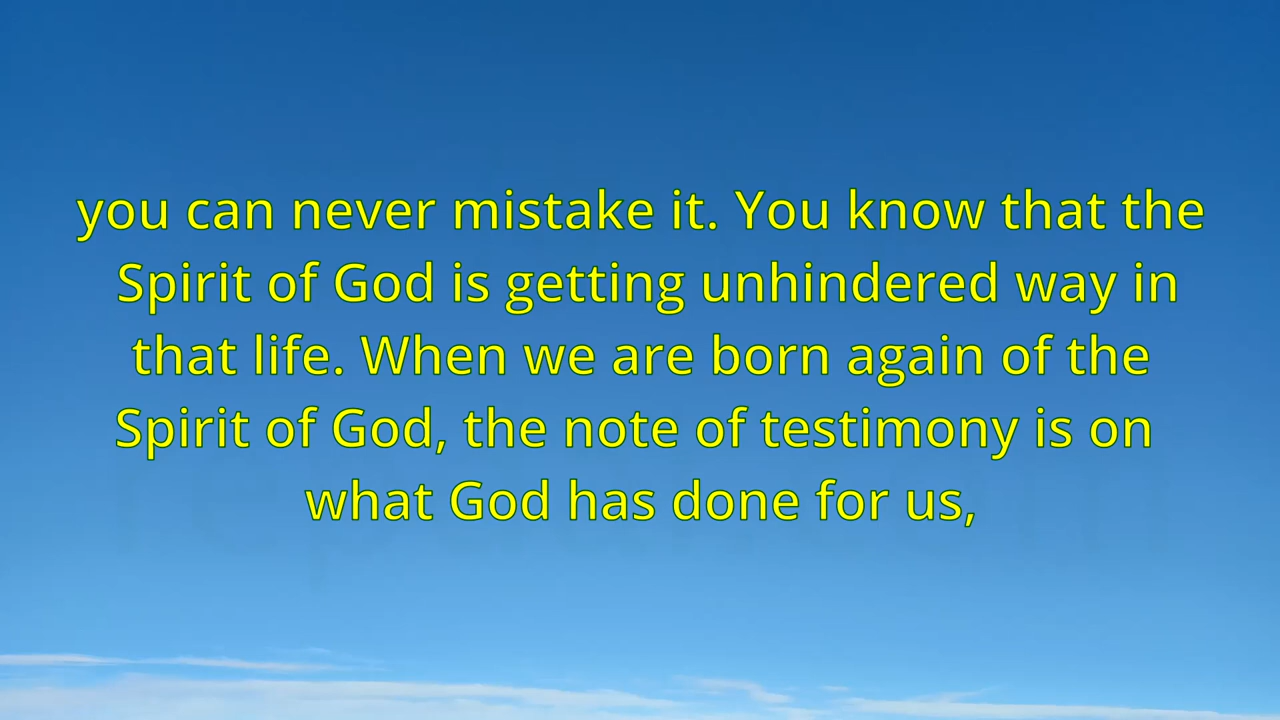 you can never mistake it. You know that the
Spirit of God is getting unhindered way in
that life. When we are born again of the
Spirit of God, the note of testimony is on
what God has done for us,